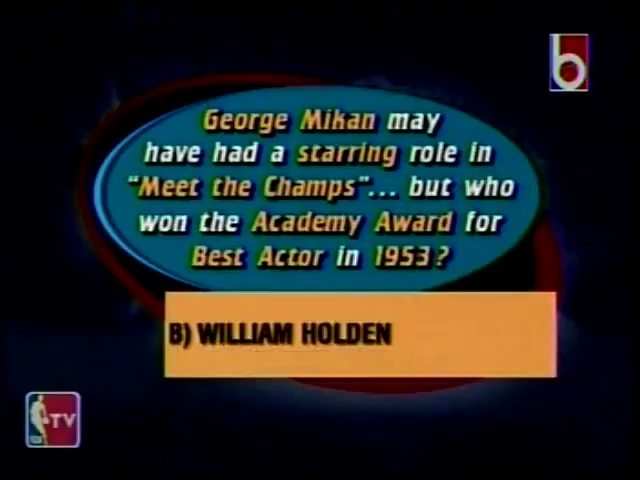 b
George Mikan may
have had a starring role in
"Meet the Champs"... but who
won the Academy Award for
Best Actor in 1953?
B) WILLIAM HOLDEN
TV